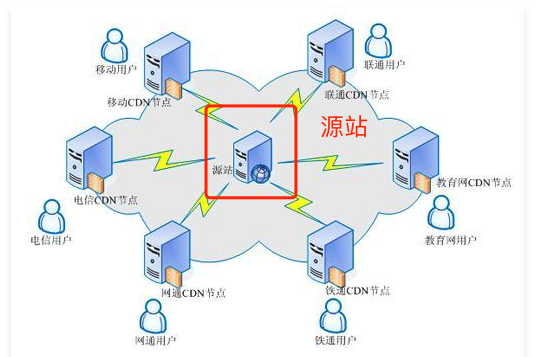 移动用户
联通用户
移动CDN节点
联通CDN节点
源站
源站
电信CDN节点
教育网CDN节点
电信用户
教育网用户
网通CDN节点
铁通CDN节点
网通用户
铁通用户